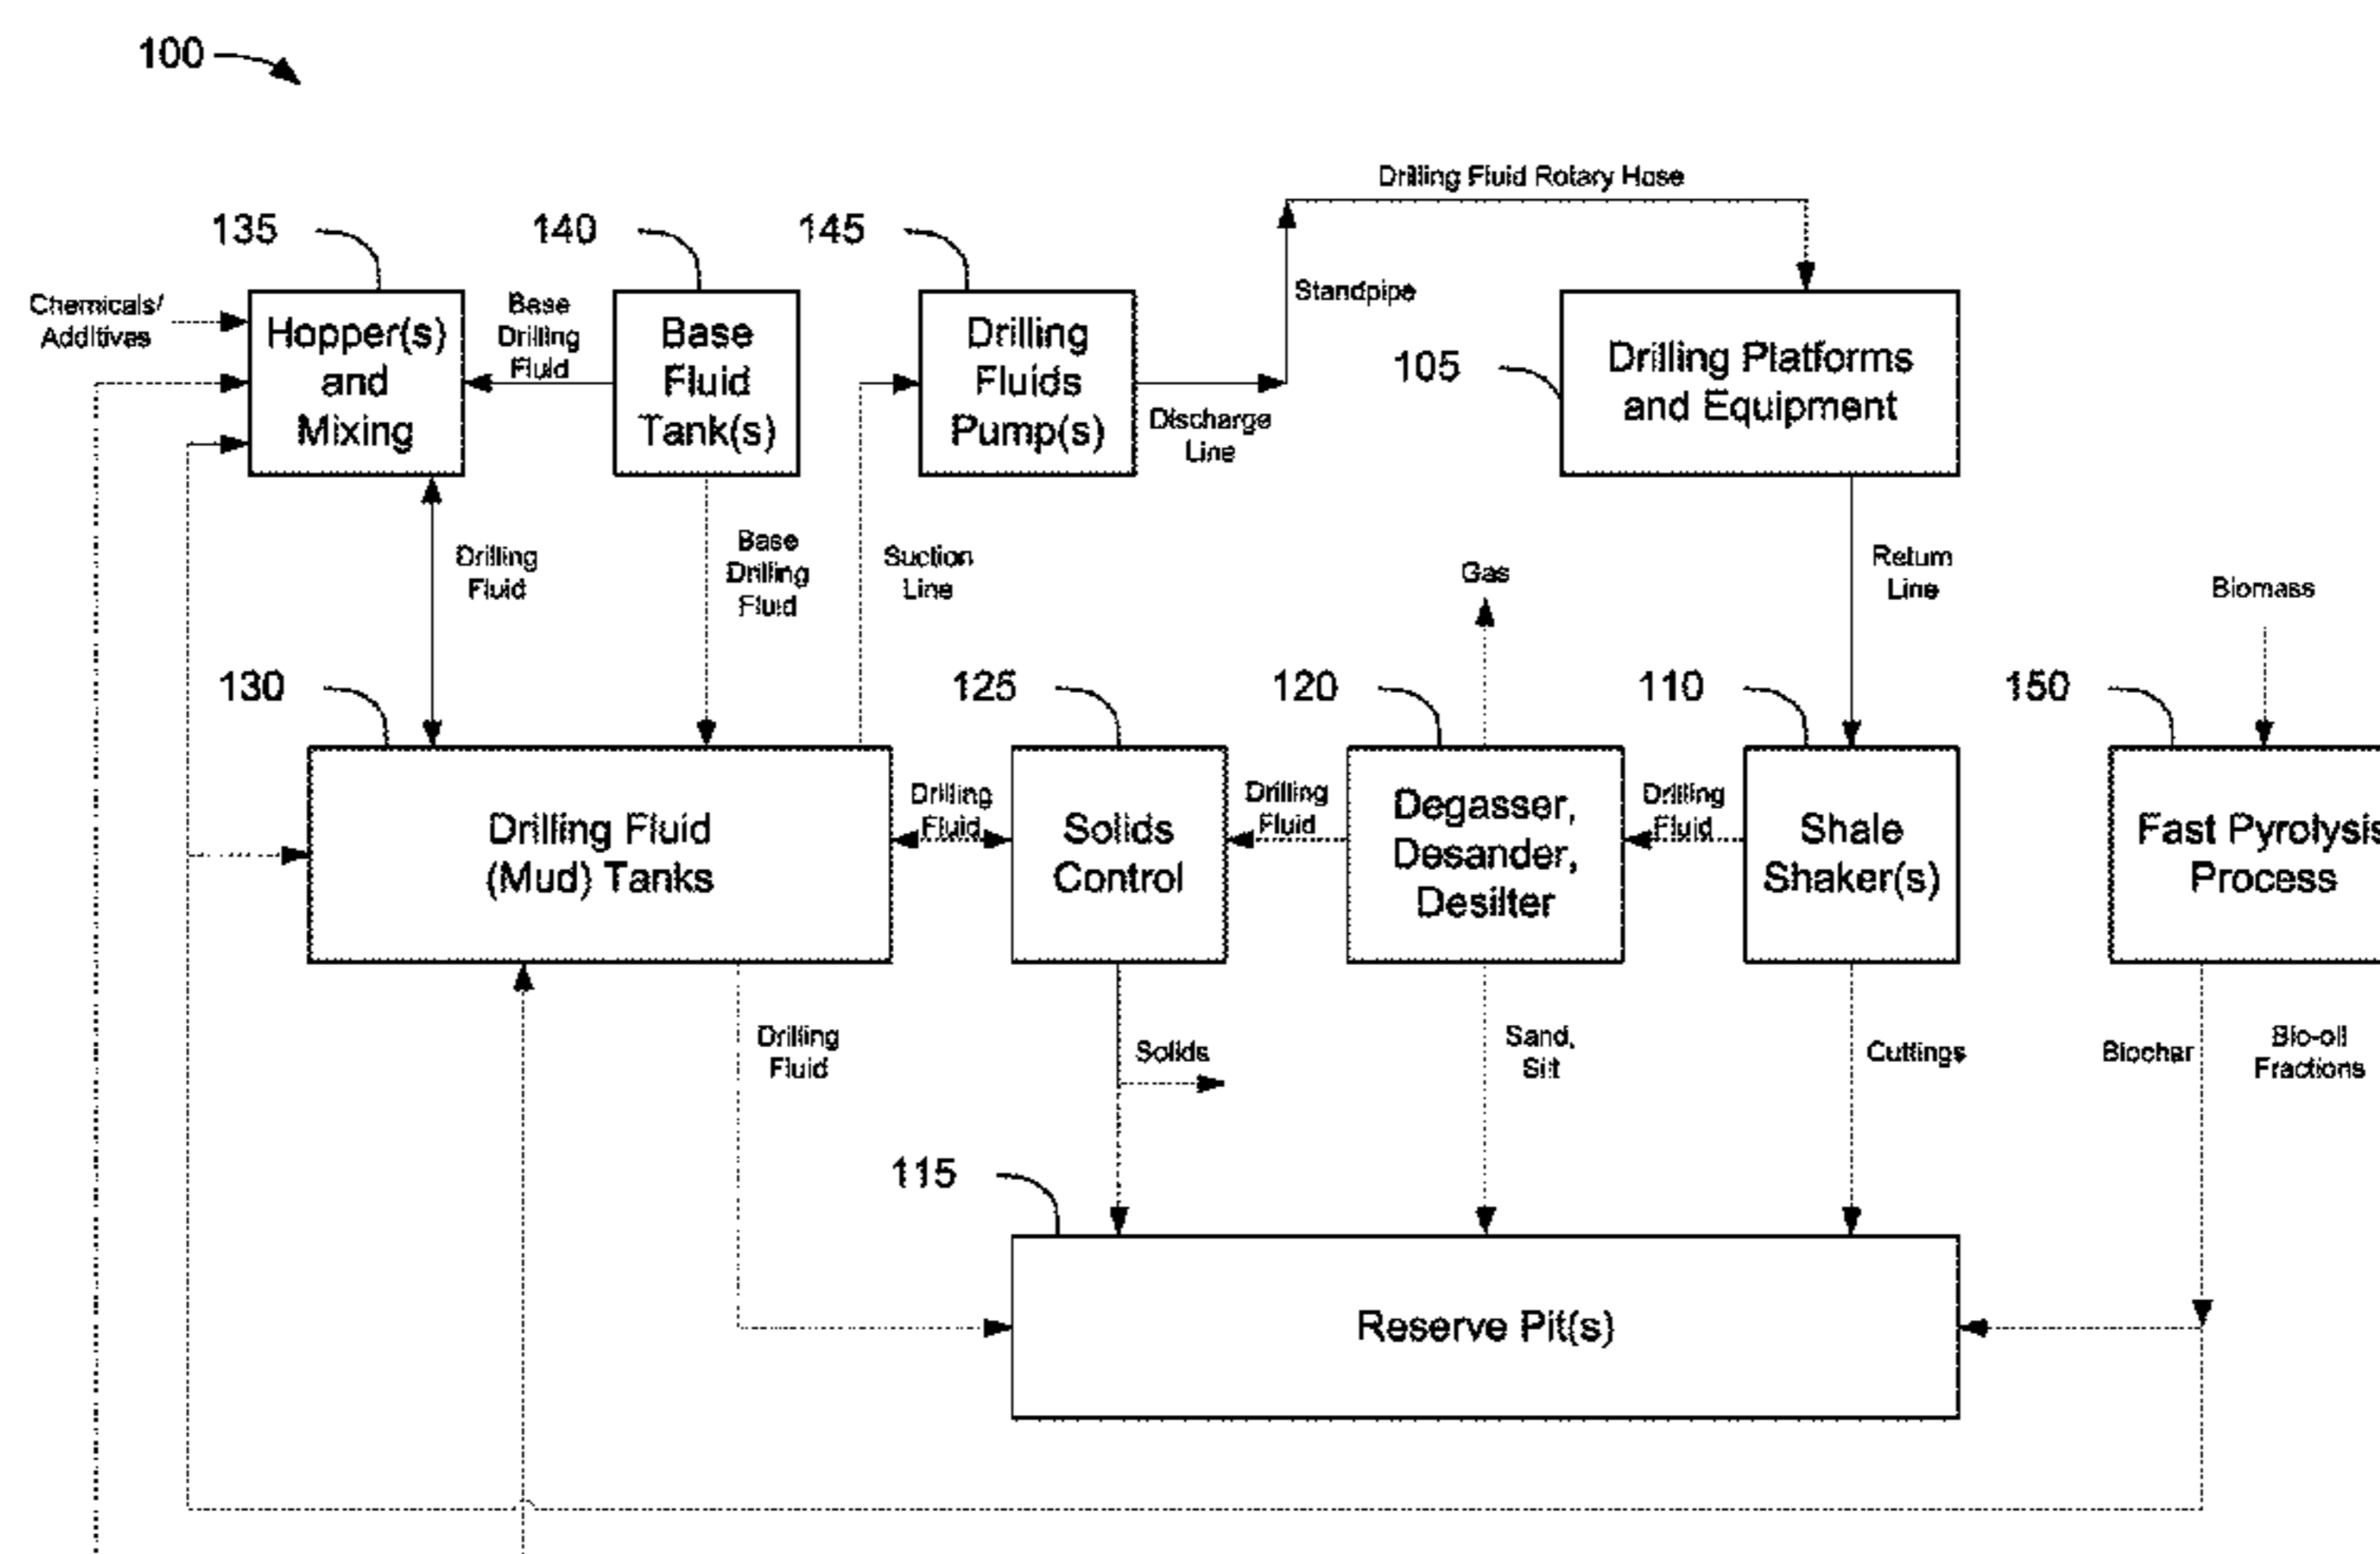 100
Drilling Fluid Rotary Hose
135
140
145
Chemicals/
Additives
Hopper(s)
and
Mixing
Base
Drilling
Fluid
Base
Fluid
Tank(s)
Drilling
Fluids
Pump(s)
Discharge
Line
Standpipe
105
Drilling Platforms
and Equipment
Drilling
Fluid
Base
Drilling
Fluid
Suction
Line
Gas
Return
Line
Biomass
130
125
120
110
150
Drilling Fluid
(Mud) Tanks
Drilling
Fluid
Solids
Control
Drilling
Fluid
Degasser,
Desander,
Desilter
Drilling
Fluid
Shale
Shaker(s)
Fast Pyrolysis
Process
Drilling
Fluid
Solids
Sand,
Silt
Cuttings
Biochar
Bio-oil
Fractions
115
Reserve Pit(s)